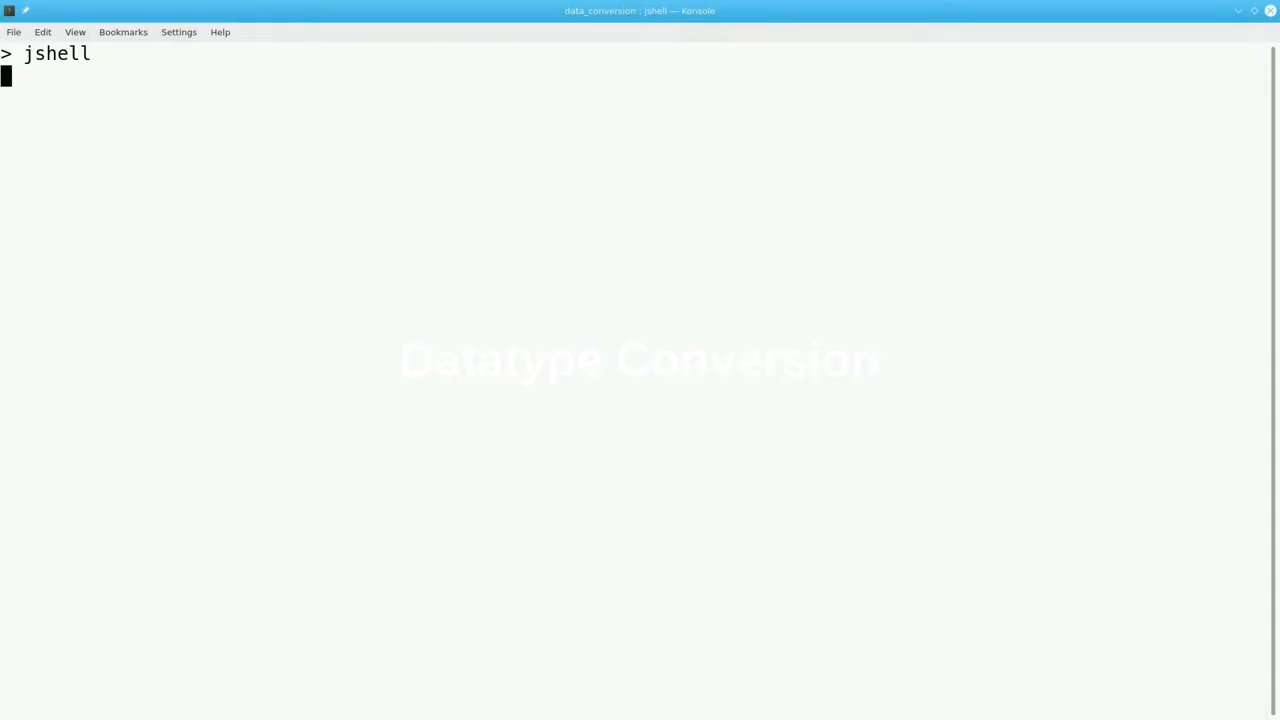 data_conversion : jshell — Konsole
File Edit View Bookmarks Settings Help
> jshell
Datatype Conversion